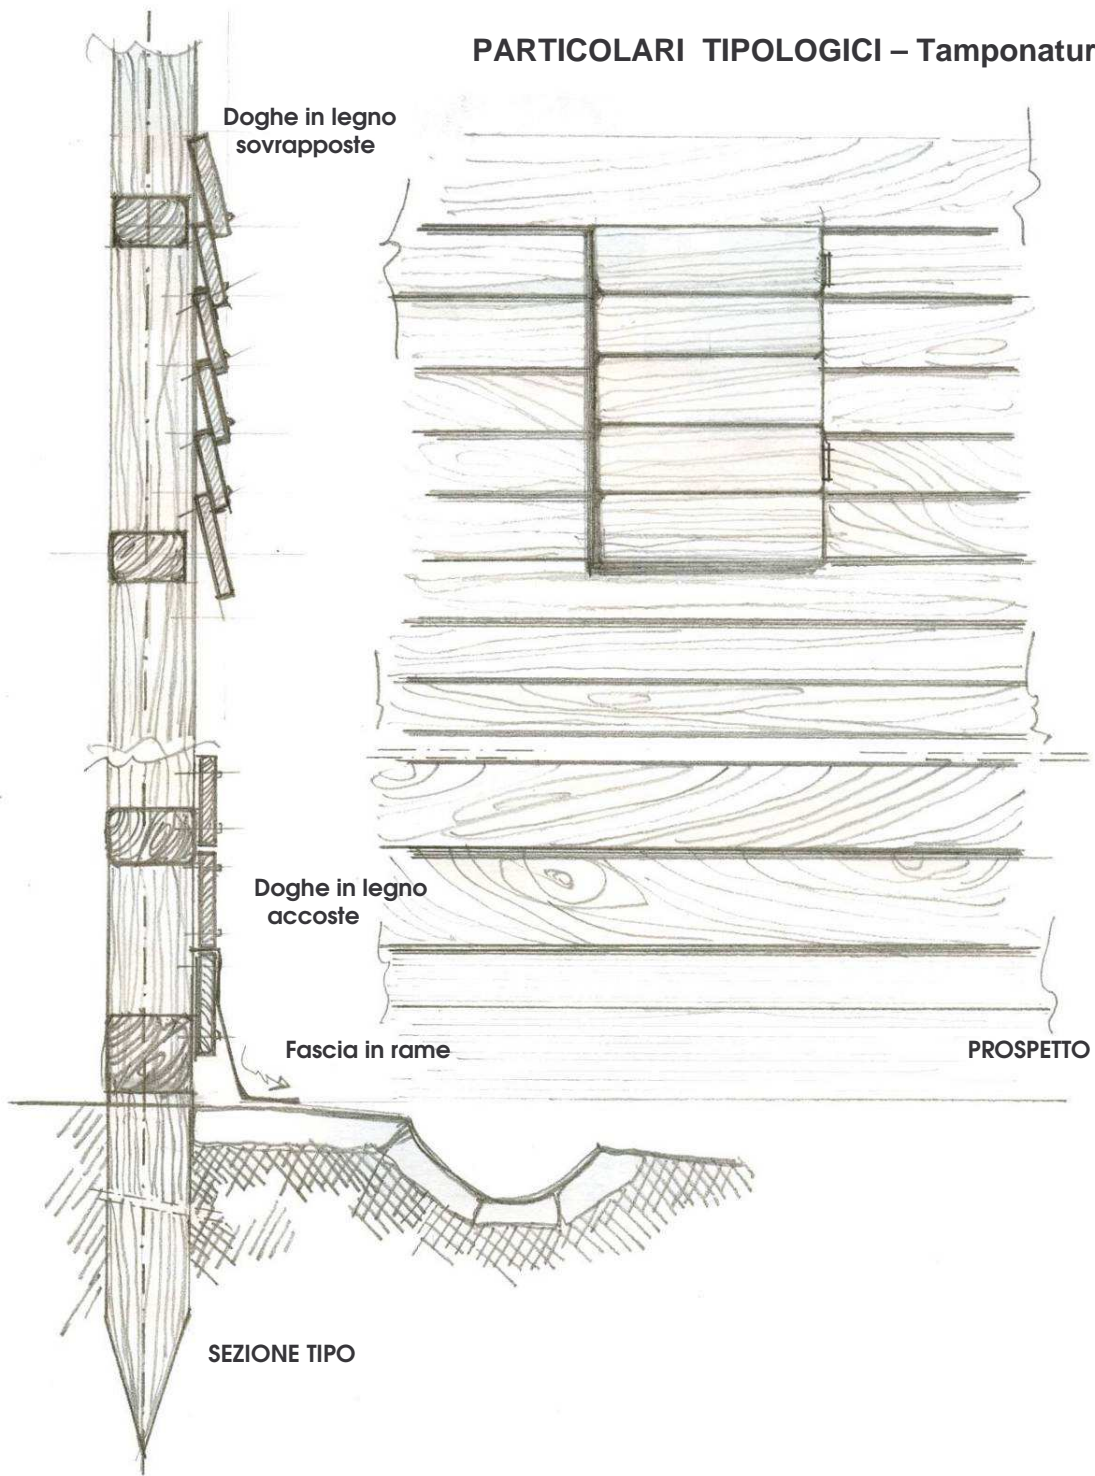 PARTICOLARI TIPOLOGICI – Tamponatur
Doghe in legno
sovrapposte
Doghe in legno
accoste
Fascia in rame
PROSPETTO
SEZIONE TIPO